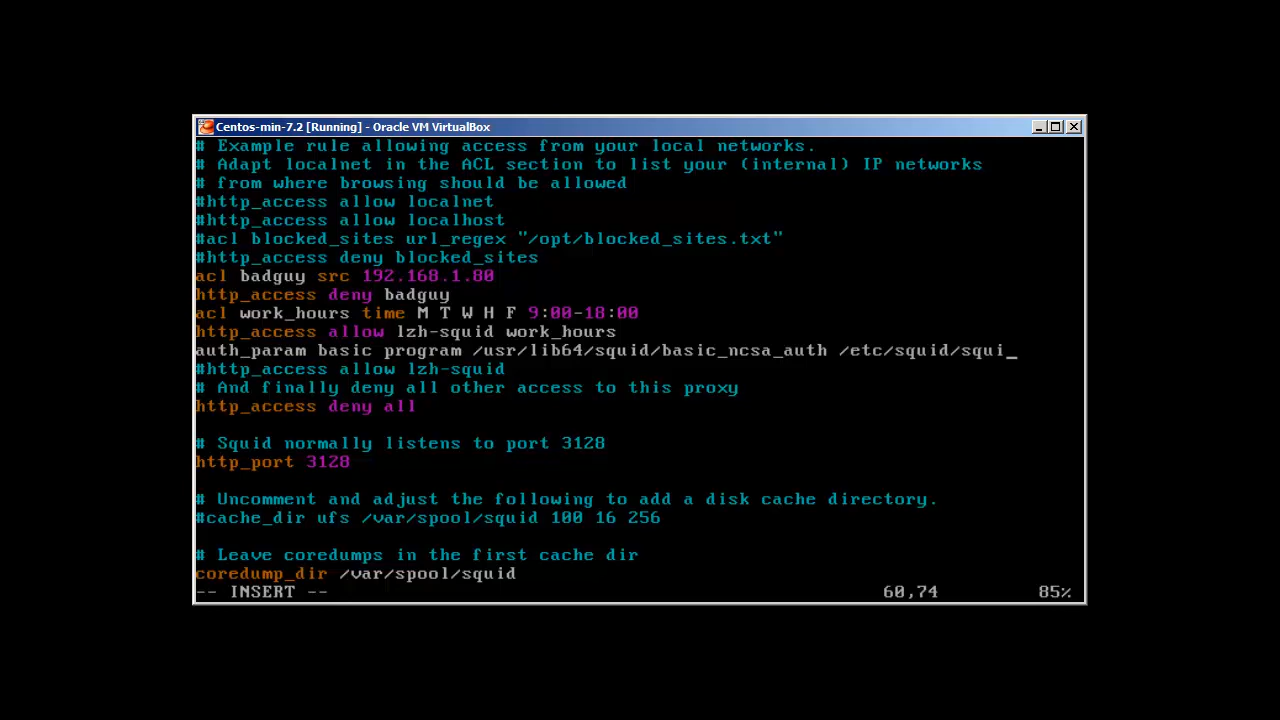 Centos-min-7.2 [Running] - Oracle VM VirtualBox
# Example rule allowing access from your local networks.
# Adapt localnet in the ACL section to list your (internal) IP networks
# from where browsing should be allowed
#http_access allow localnet
#http_access allow localhost
#acl blocked_sites url_regex "/opt/blocked_sites.txt"
#http_access deny blocked_sites
acl badguy src 192.168.1.80
http_access deny badguy
acl work_hours time M T W H F 9:00-18:00
http_access allow lzh-squid work_hours
auth_param basic program /usr/lib64/squid/basic_ncsa_auth /etc/squid/squi_
#http_access allow lzh-squid
# And finally deny all other access to this proxy
http_access deny all
# Squid normally listens to port 3128
http_port 3128
# Uncomment and adjust the following to add a disk cache directory.
#cache_dir ufs /var/spool/squid 100 16 256
# Leave coredumps in the first cache dir
coredump_dir /var/spool/squid
-- INSERT -- 60,74 85%